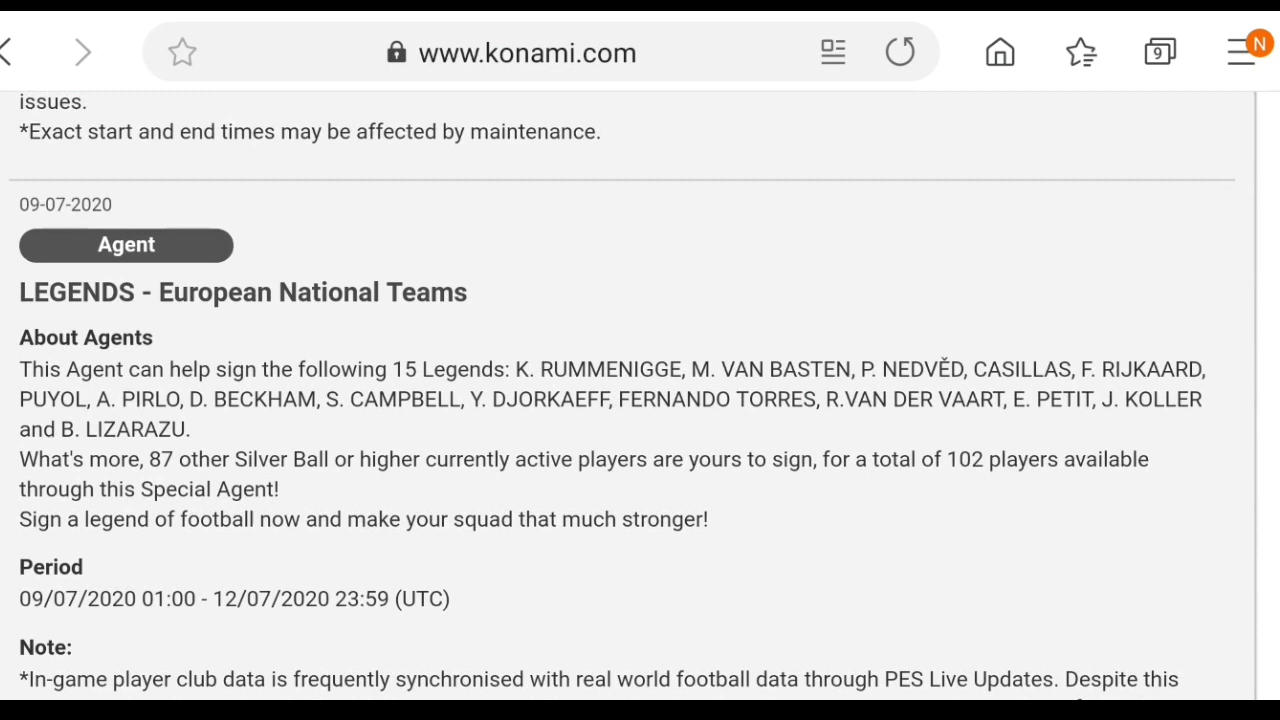 www.konami.com
9
N
issues.
*Exact start and end times may be affected by maintenance.
09-07-2020
Agent
LEGENDS - European National Teams
About Agents
This Agent can help sign the following 15 Legends: K. RUMMENIGGE, M. VAN BASTEN, P. NEDVĚD, CASILLAS, F. RIJKAARD,
PUYOL, A. PIRLO, D. BECKHAM, S. CAMPBELL, Y. DJORKAEFF, FERNANDO TORRES, R.VAN DER VAART, E. PETIT, J. KOLLER
and B. LIZARAZU.
What's more, 87 other Silver Ball or higher currently active players are yours to sign, for a total of 102 players available
through this Special Agent!
Sign a legend of football now and make your squad that much stronger!
Period
09/07/2020 01:00 - 12/07/2020 23:59 (UTC)
Note:
*In-game player club data is frequently synchronised with real world football data through PES Live Updates. Despite this